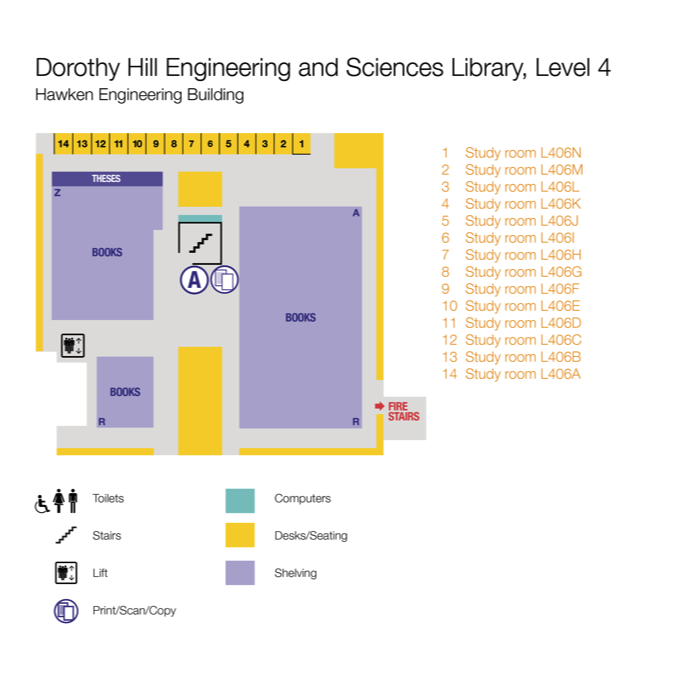 Dorothy Hill Engineering and Sciences Library, Level 4
Hawken Engineering Building
14 13 12 11 10 9 8 7 6 5 4 3 2 1
THESES
Z
BOOKS
A
A
BOOKS
BOOKS
R
R
FIRE
STAIRS
1 Study room L406N
2 Study room L406M
3 Study room L406L
4 Study room L406K
5 Study room L406J
6 Study room L406I
7 Study room L406H
8 Study room L406G
9 Study room L406F
10 Study room L406E
11 Study room L406D
12 Study room L406C
13 Study room L406B
14 Study room L406A
Toilets
Stairs
Lift
Print/Scan/Copy
Computers
Desks/Seating
Shelving